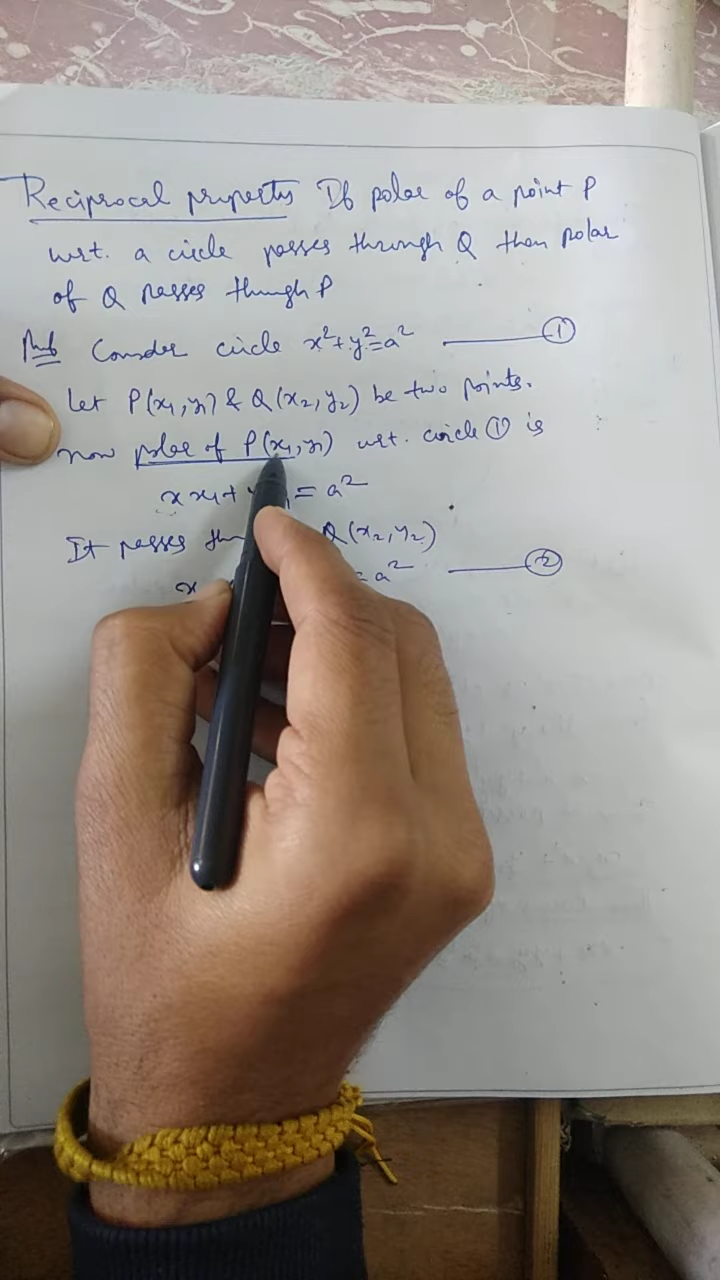 Reciprocal property If polar of a point P
wrt. a circle passes through Q then polar
of Q passes through P
Proof Consider circle x²+y²=a² ①
Let P(x₁,y₁) & Q(x₂,y₂) be two points.
now polar of P(x₁,y₁) wrt. circle ① is
xx₁+ = a²
It passes Q(x₂,y₂)
x = a² ②